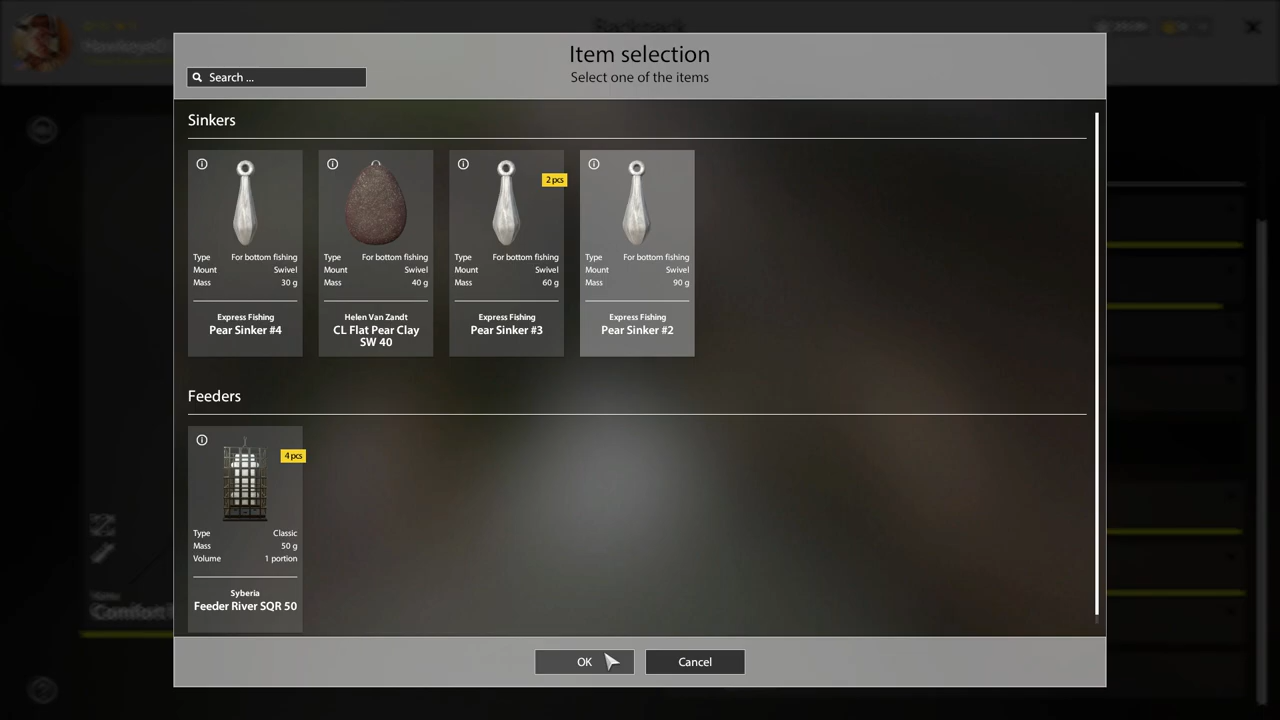 Item selection
Select one of the items
Search ...
Sinkers
Type For bottom fishing
Mount Swivel
Mass 30 g
Express Fishing
Pear Sinker #4
Type For bottom fishing
Mount Swivel
Mass 40 g
Helen Van Zandt
CL Flat Pear Clay
SW 40
2 pcs
Type For bottom fishing
Mount Swivel
Mass 60 g
Express Fishing
Pear Sinker #3
Type For bottom fishing
Mount Swivel
Mass 90 g
Express Fishing
Pear Sinker #2
Feeders
4 pcs
Type Classic
Mass 50 g
Volume 1 portion
Syberia
Feeder River SQR 50
Comfort
OK
Cancel